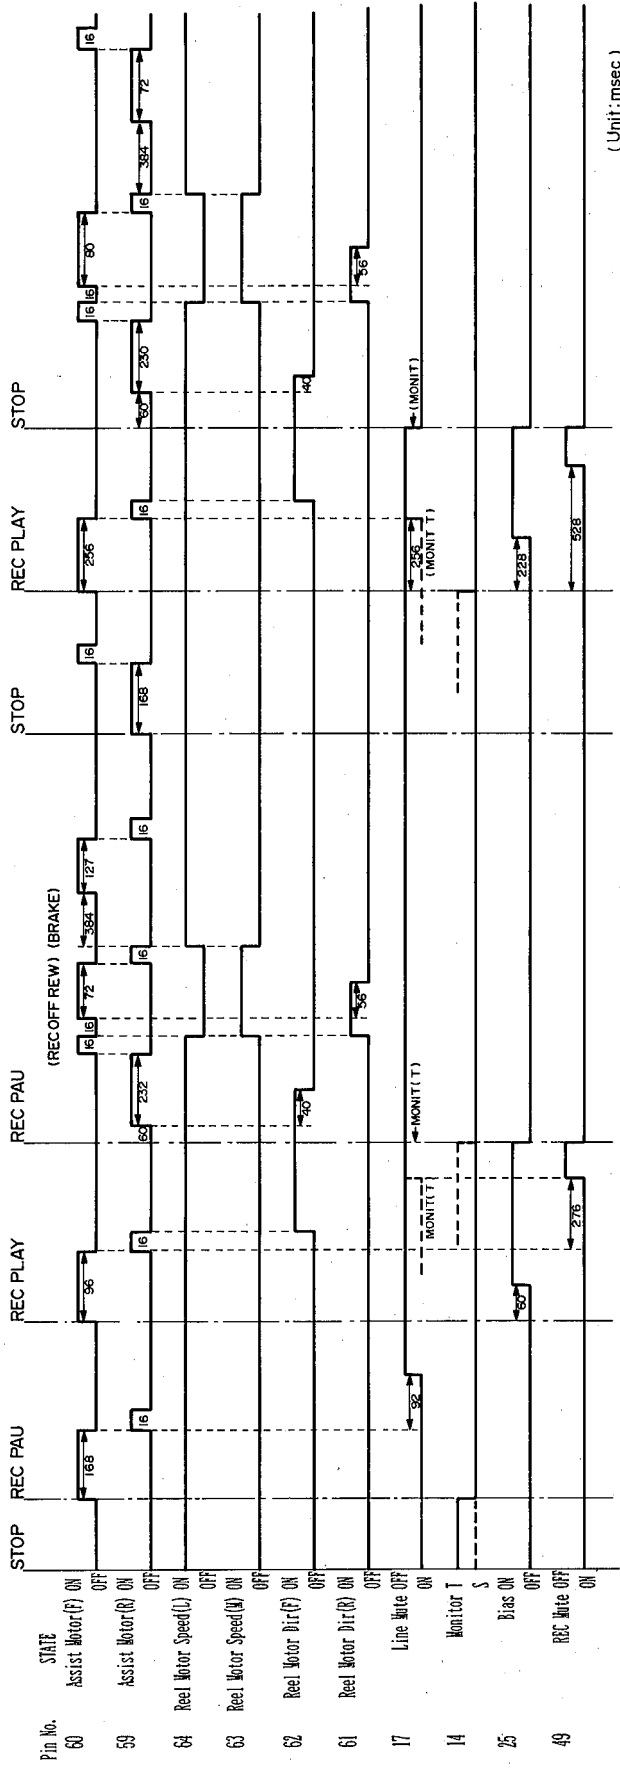 STOP
REC PAU
REC PLAY
REC PAU
(REC OFF REW) (BRAKE)
STOP
REC PLAY
STOP
Pin No.
STATE
60
Assist Motor(F) ON
OFF
168
96
16
16
72
384
127
16
256
16
16
80
16
59
Assist Motor(R) ON
OFF
16
16
60
232
16
16
168
16
60
230
16
384
72
64
Reel Motor Speed(L) ON
OFF
63
Reel Motor Speed(M) ON
OFF
62
Reel Motor Dir(F) ON
OFF
40
40
61
Reel Motor Dir(R) ON
OFF
56
56
17
Line Mute OFF
ON
92
MONIT(T)
MONIT(T)
256
(MONIT T)
(MONIT)
14
Monitor T
S
25
Bias ON
OFF
60
228
49
REC Mute OFF
ON
276
528
(Unit:msec)